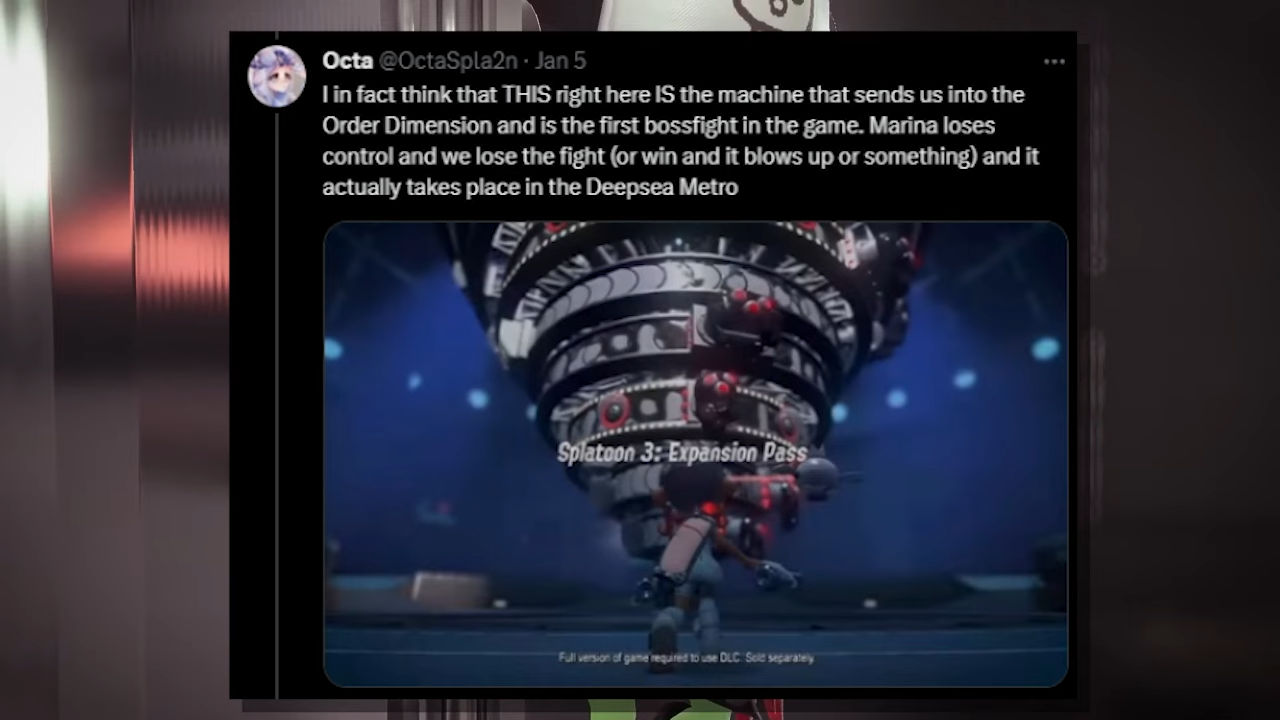 Octa @OctaSpla2n · Jan 5
I in fact think that THIS right here IS the machine that sends us into the
Order Dimension and is the first bossfight in the game. Marina loses
control and we lose the fight (or win and it blows up or something) and it
actually takes place in the Deepsea Metro
Splatoon 3: Expansion Pass
Full version of game required to use DLC. Sold separately.